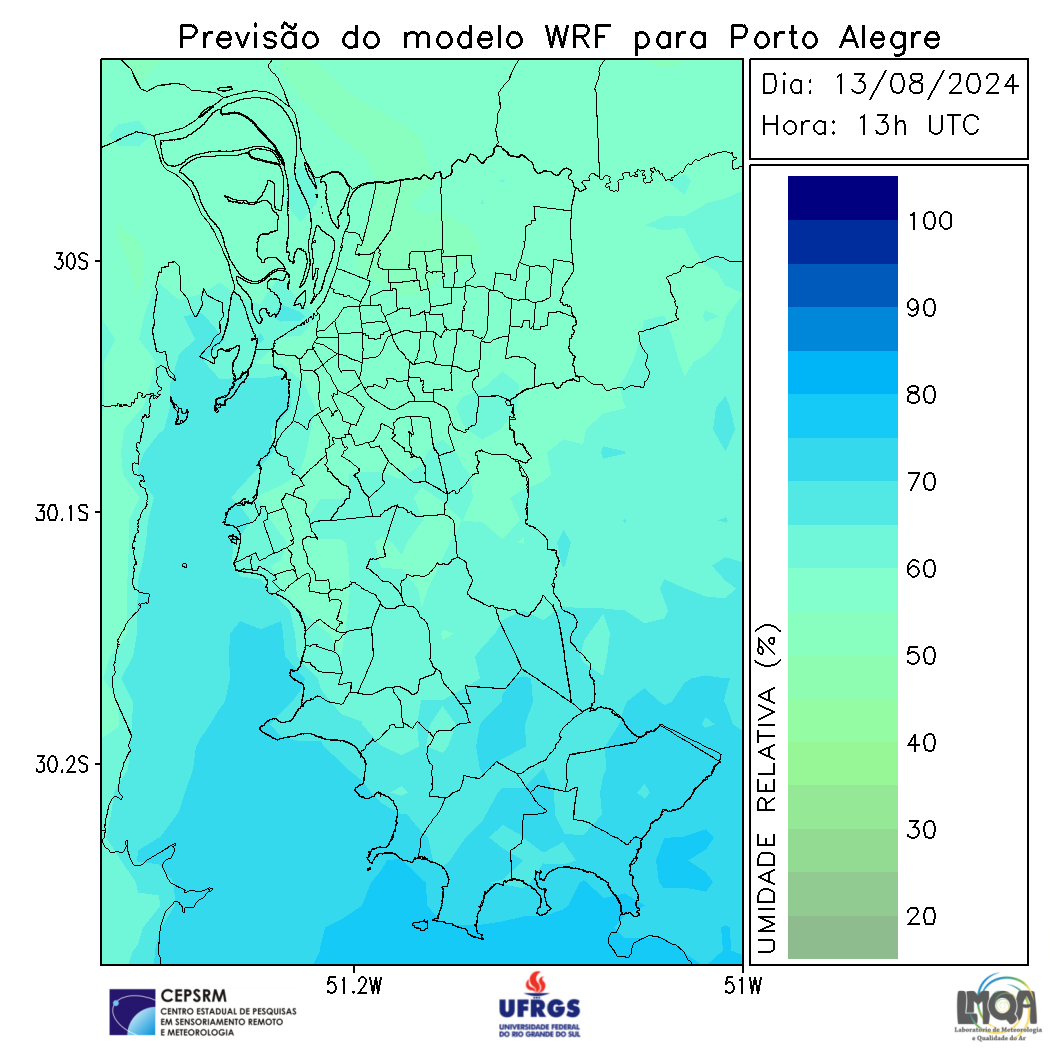 Previsão do modelo WRF para Porto Alegre
Dia: 13/08/2024
Hora: 13h UTC
30S
30.1S
30.2S
51.2W
51W
100
90
80
70
60
50
40
30
20
UMIDADE RELATIVA (%)
CEPSRM
CENTRO ESTADUAL DE PESQUISAS
EM SENSORIAMENTO REMOTO
E METEOROLOGIA
UFRGS
UNIVERSIDADE FEDERAL
DO RIO GRANDE DO SUL
LMQA
Laboratório de Meteorologia
e Qualidade do Ar